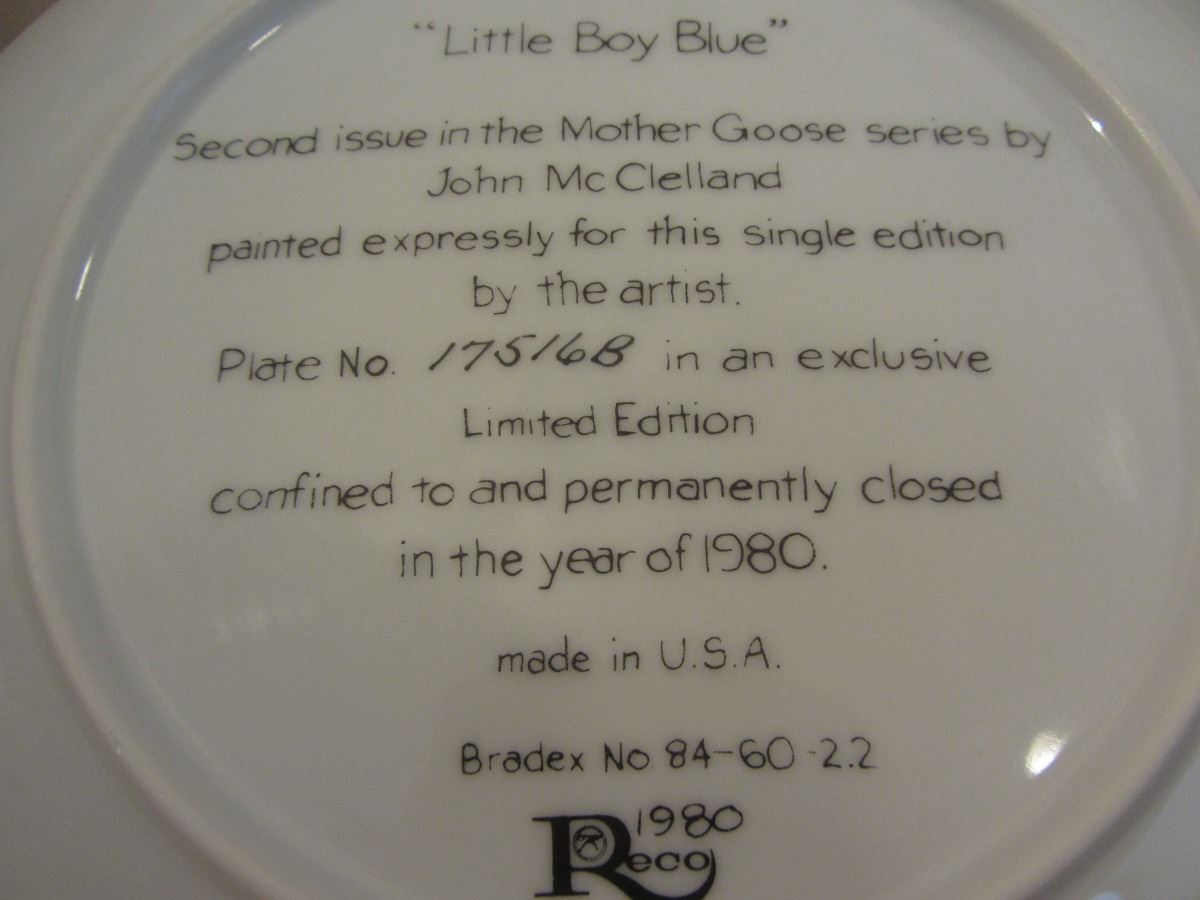 “Little Boy Blue”
Second issue in the Mother Goose series by
John McClelland
painted expressly for this single edition
by the artist.
Plate No. 17516B in an exclusive
Limited Edition
confined to and permanently closed
in the year of 1980.
made in U.S.A.
Bradex No 84-60-2.2
1980
Reco